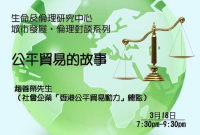 生命及倫理研究中心
城市發展‧倫理對談系列
公平貿易的故事
趙善榮先生
(社會企業「香港公平貿易動力」總監)
3月18日
7:30pm-9:30pm